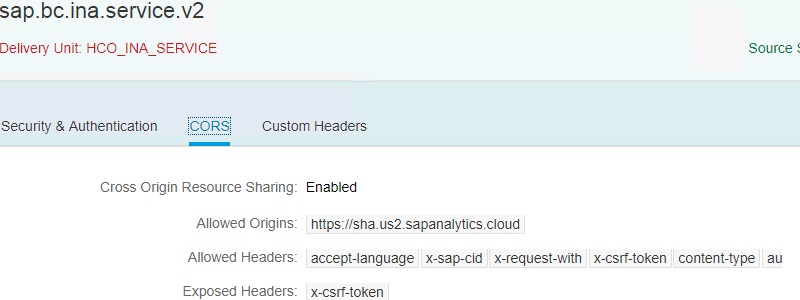 sap.bc.ina.service.v2
Delivery Unit: HCO_INA_SERVICE
Source S
Security & Authentication CORS Custom Headers
Cross Origin Resource Sharing: Enabled
Allowed Origins: https://sha.us2.sapanalytics.cloud
Allowed Headers: accept-language x-sap-cid x-request-with x-csrf-token content-type au
Exposed Headers: x-csrf-token